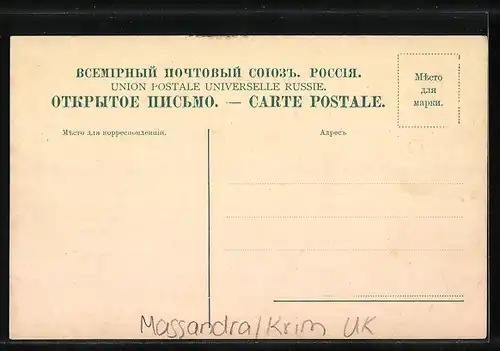 ВСЕМІРНЫЙ ПОЧТОВЫЙ СОЮЗЪ. РОССІЯ.
UNION POSTALE UNIVERSELLE RUSSIE.
ОТКРЫТОЕ ПИСЬМО. — CARTE POSTALE.
Мѣсто
для
марки.
Мѣсто для корреспонденціи.
Адресъ
Massandra/Krim UK